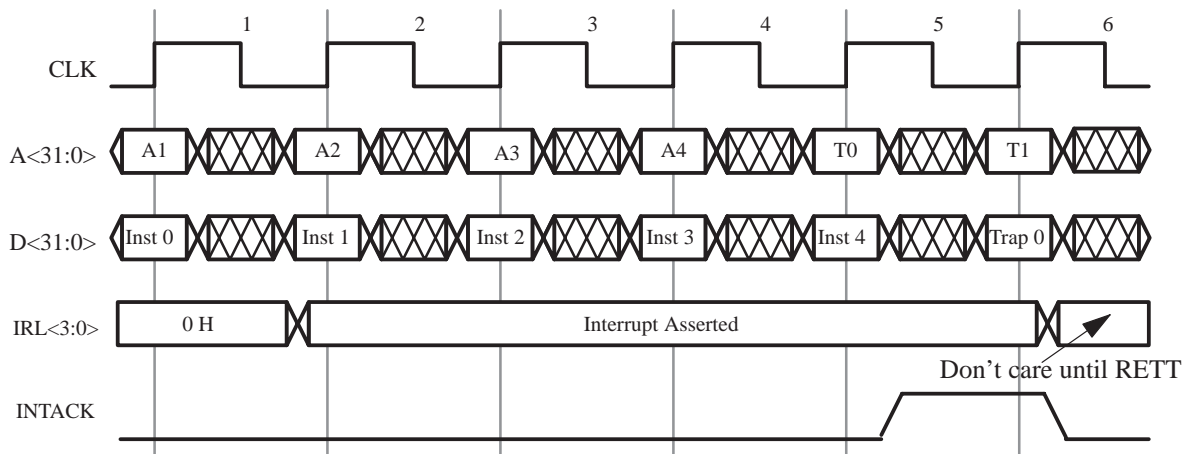 1 2 3 4 5 6
CLK
A<31:0> A1 A2 A3 A4 T0 T1
D<31:0> Inst 0 Inst 1 Inst 2 Inst 3 Inst 4 Trap 0
IRL<3:0> 0 H Interrupt Asserted
Don't care until RETT
INTACK